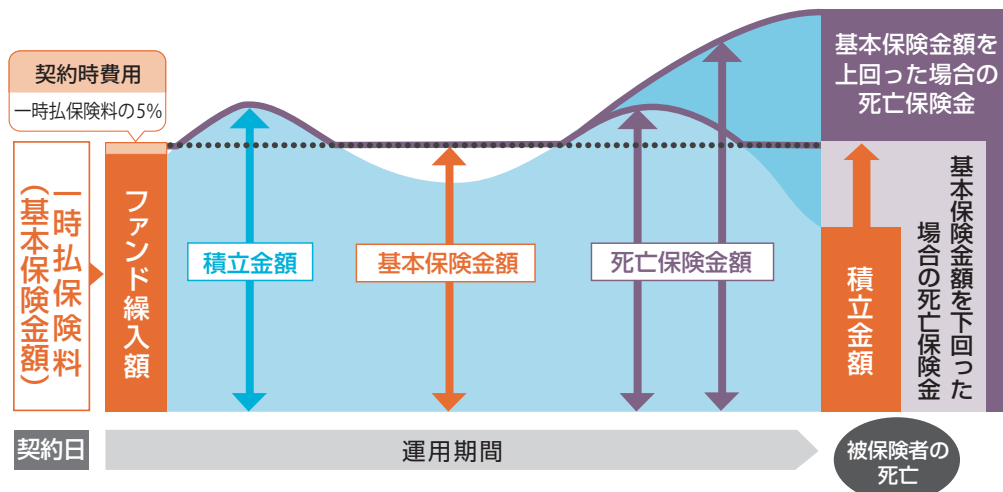 契約時費用
一時払保険料の5%
一時払保険料
(基本保険金額)
ファンド繰入額
積立金額
基本保険金額
死亡保険金額
基本保険金額を
上回った場合の
死亡保険金
積立金額
基本保険金額を下回った
場合の死亡保険金
契約日
運用期間
被保険者の
死亡